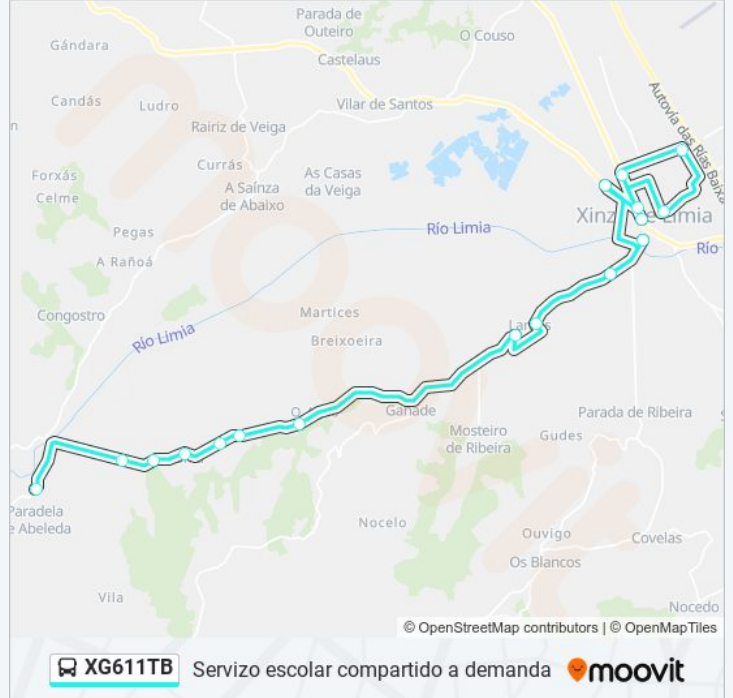 Parada de
Outeiro
O Couso
Gándara
Castelaus
Candás
Ludro
Vilar de Santos
Autovía das Rías Baixa
Rairiz de Veiga
Currás
As Casas
da Veiga
Forxás
Celme
A Saínza
de Abaixo
Xinz de Limia
Pegas
Río Limia
Río
A Rañoá
Congostro
Martices
Río Limia
Breixoeira
Ganade
Parada de Ribeira
Mosteiro
de Ribeira
Gudes
Paradela
e Abeleda
Nocelo
Ouvigo
Covelas
Os Blancos
Vila
Nocedo
© OpenStreetMap contributors | © OpenMapTiles
XG611TB Servizo escolar compartido a demanda moovit